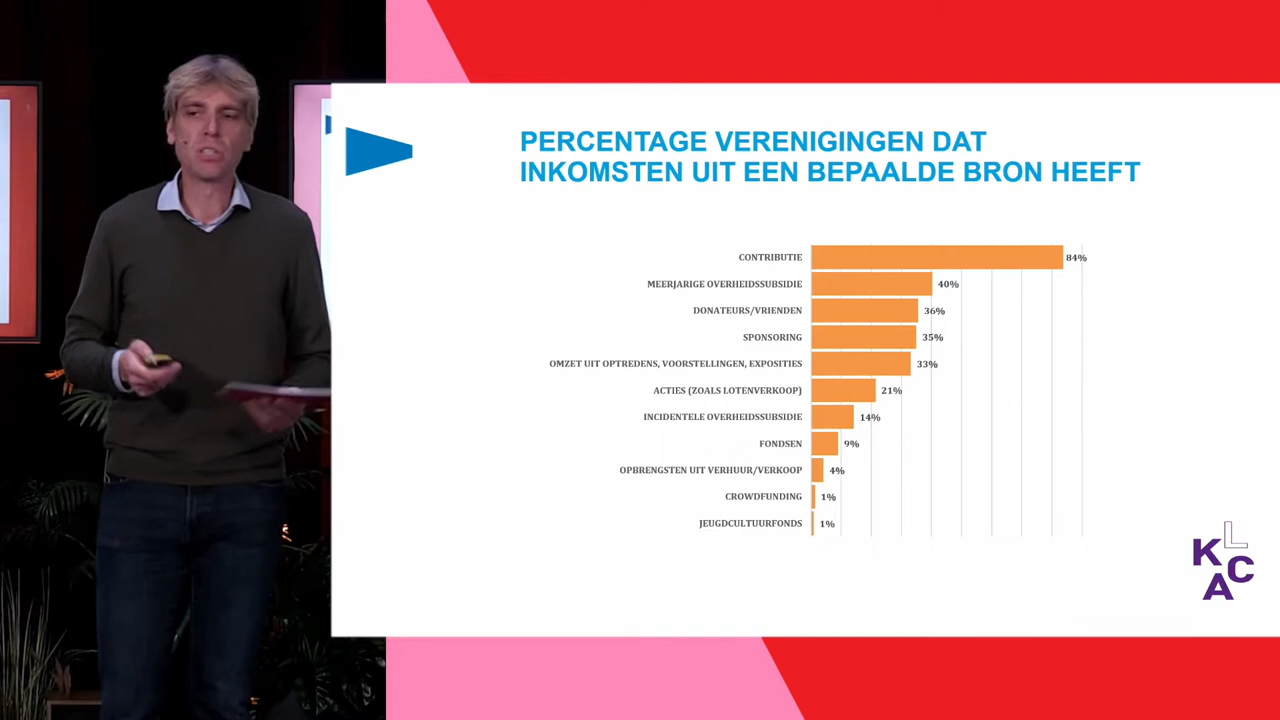 PERCENTAGE VERENIGINGEN DAT
INKOMSTEN UIT EEN BEPAALDE BRON HEEFT
CONTRIBUTIE 84%
MEERJARIGE OVERHEIDSSUBSIDIE 40%
DONATEURS/VRIENDEN 36%
SPONSORING 35%
OMZET UIT OPTREDENS, VOORSTELLINGEN, EXPOSITIES 33%
ACTIES (ZOALS LOTENVERKOOP) 21%
INCIDENTELE OVERHEIDSSUBSIDIE 14%
FONDSEN 9%
OPBRENGSTEN UIT VERHUUR/VERKOOP 4%
CROWDFUNDING 1%
JEUGDCULTUURFONDS 1%
L
K
C
A